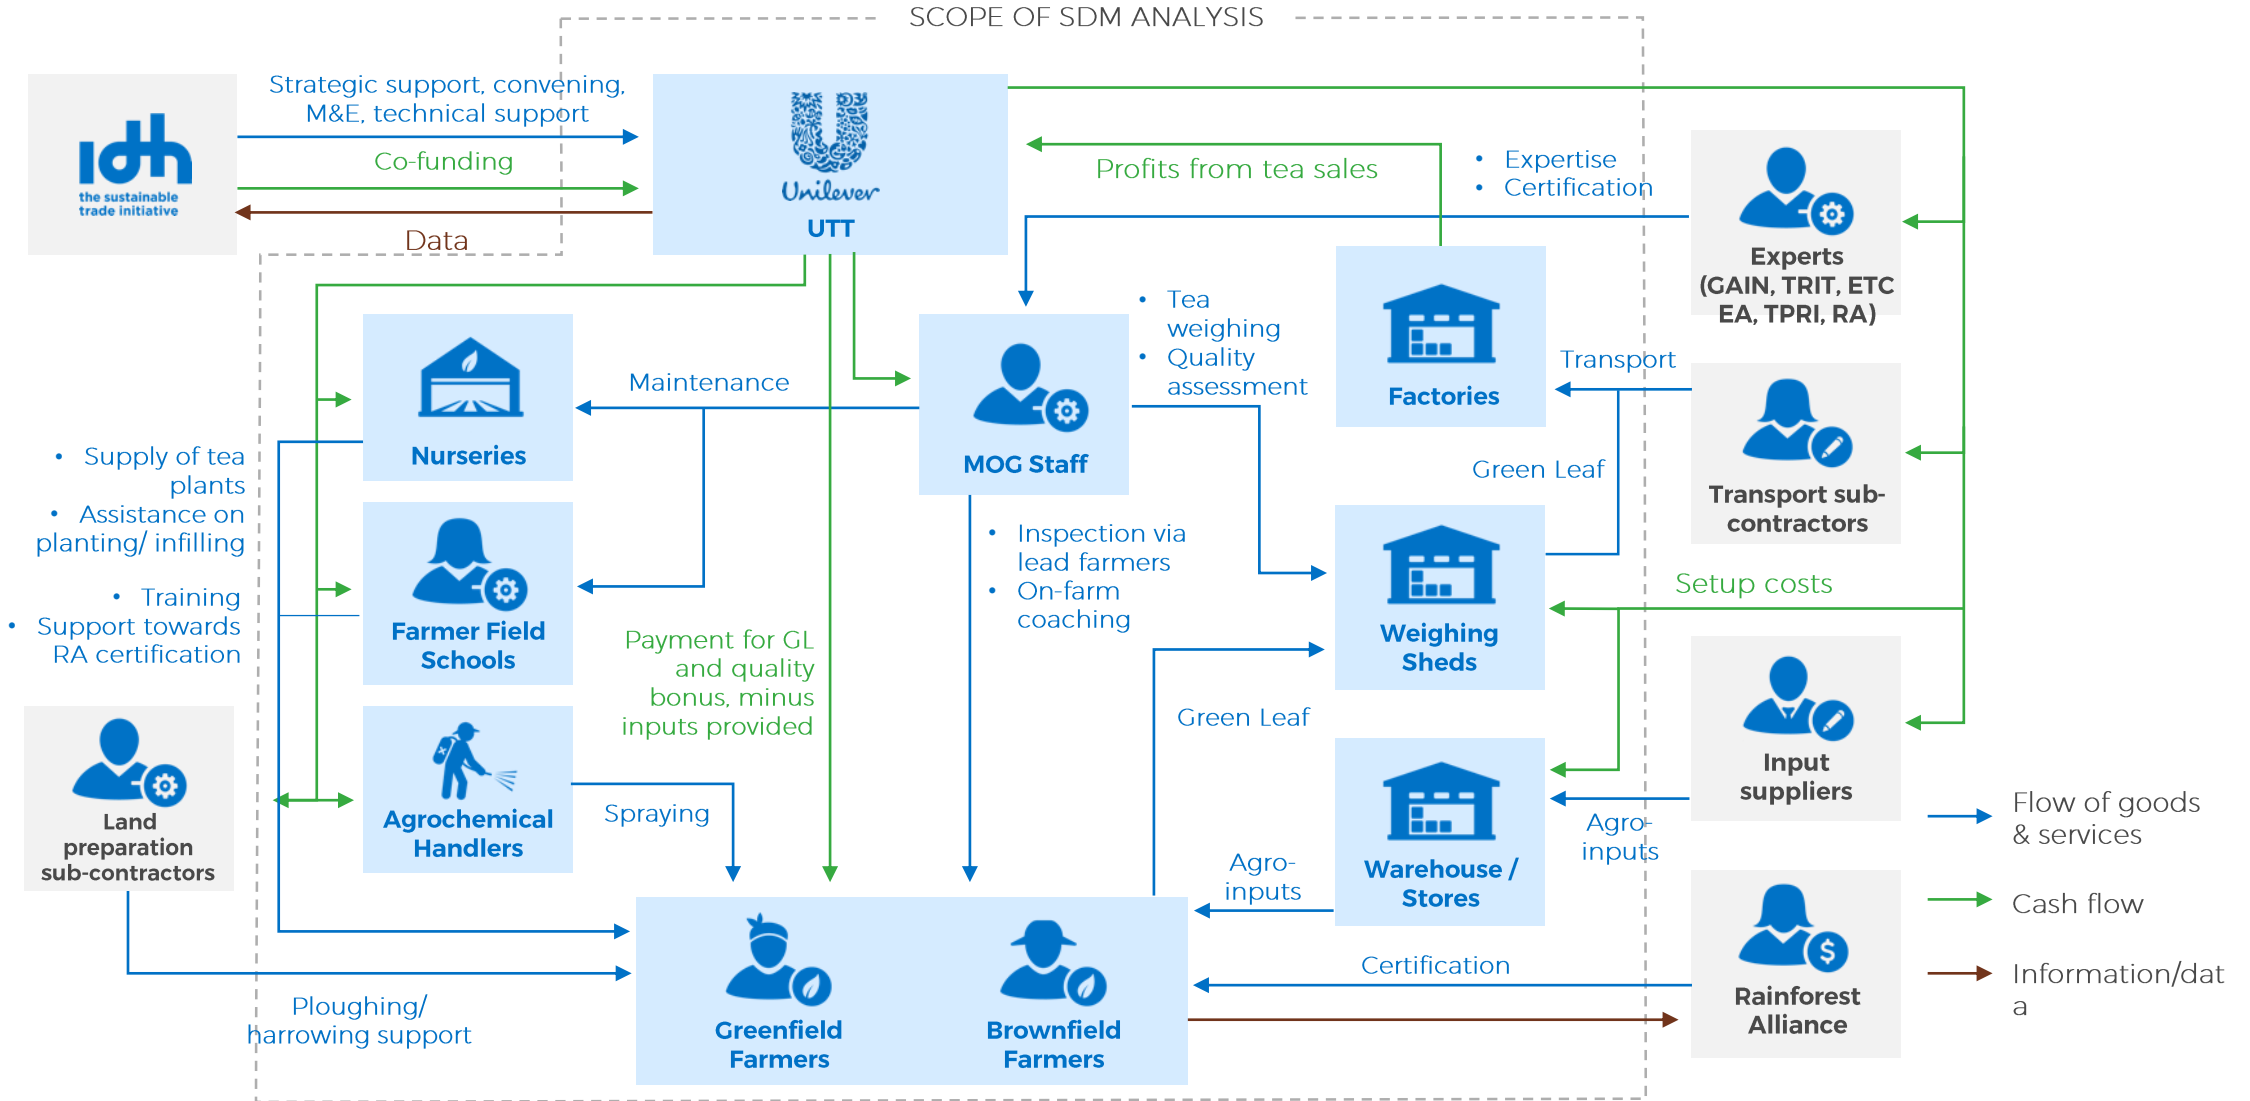 SCOPE OF SDM ANALYSIS
Strategic support, convening,
M&E, technical support
Co-funding
Data
idh
the sustainable
trade initiative
Unilever
UTT
Profits from tea sales
• Expertise
• Certification
Experts
(GAIN, TRIT, ETC
EA, TPRI, RA)
• Tea
weighing
• Quality
assessment
Factories
Transport
Transport sub-
contractors
Green Leaf
Maintenance
Nurseries
MOG Staff
• Supply of tea
plants
• Assistance on
planting/ infilling
• Training
• Support towards
RA certification
Farmer Field
Schools
• Inspection via
lead farmers
• On-farm
coaching
Payment for GL
and quality
bonus, minus
inputs provided
Weighing
Sheds
Setup costs
Green Leaf
Input
suppliers
Land
preparation
sub-contractors
Agrochemical
Handlers
Spraying
Warehouse /
Stores
Agro-
inputs
Agro-
inputs
Certification
Rainforest
Alliance
Ploughing/
harrowing support
Greenfield
Farmers
Brownfield
Farmers
Flow of goods
& services
Cash flow
Information/dat
a